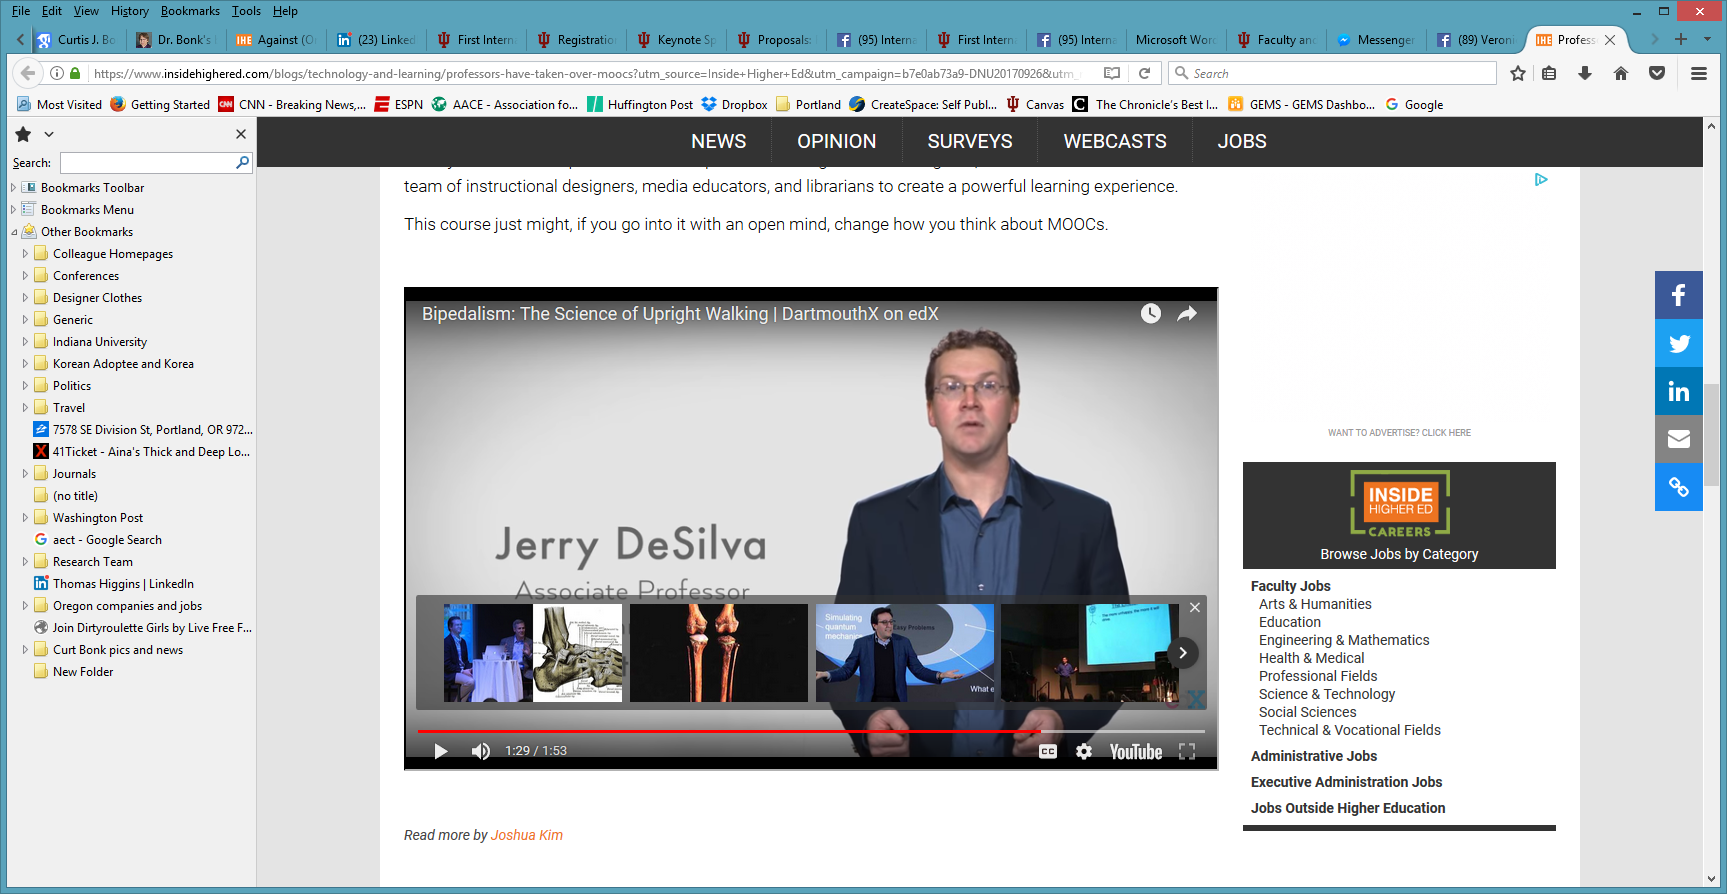 File Edit View History Bookmarks Tools Help
Curtis J. Bo
Dr. Bonk's
Against (O
(23) Linked
First Intern
Registratio
Keynote Sp
Proposals:
(95) Interna
First Intern
(95) Interna
Microsoft Word
Faculty and
Messenger
(89) Veroni
Profess
https://www.insidehighered.com/blogs/technology-and-learning/professors-have-taken-over-moocs?utm_source=Inside+Higher+Ed&utm_campaign=b7e0ab73a9-DNU20170926&utm_
Search
Most Visited
Getting Started
CNN - Breaking News,...
ESPN
AACE - Association fo...
Huffington Post
Dropbox
Portland
CreateSpace: Self Publ...
Canvas
The Chronicle's Best I...
GEMS - GEMS Dashbo...
Google
Search:
Bookmarks Toolbar
Bookmarks Menu
Other Bookmarks
Colleague Homepages
Conferences
Designer Clothes
Generic
Indiana University
Korean Adoptee and Korea
Politics
Travel
7578 SE Division St, Portland, OR 972...
41Ticket - Aina's Thick and Deep Lo...
Journals
(no title)
Washington Post
aect - Google Search
Research Team
Thomas Higgins | LinkedIn
Oregon companies and jobs
Join Dirtyroulette Girls by Live Free F...
Curt Bonk pics and news
New Folder
NEWS
OPINION
SURVEYS
WEBCASTS
JOBS
team of instructional designers, media educators, and librarians to create a powerful learning experience.
This course just might, if you go into it with an open mind, change how you think about MOOCs.
Bipedalism: The Science of Upright Walking | DartmouthX on edX
Jerry DeSilva
Associate Professor
Simulating
quantum
mechanics
Easy Problems
What e
1:29 / 1:53
CC
YouTube
Read more by Joshua Kim
WANT TO ADVERTISE? CLICK HERE
INSIDE
HIGHER ED
CAREERS
Browse Jobs by Category
Faculty Jobs
Arts & Humanities
Education
Engineering & Mathematics
Health & Medical
Professional Fields
Science & Technology
Social Sciences
Technical & Vocational Fields
Administrative Jobs
Executive Administration Jobs
Jobs Outside Higher Education